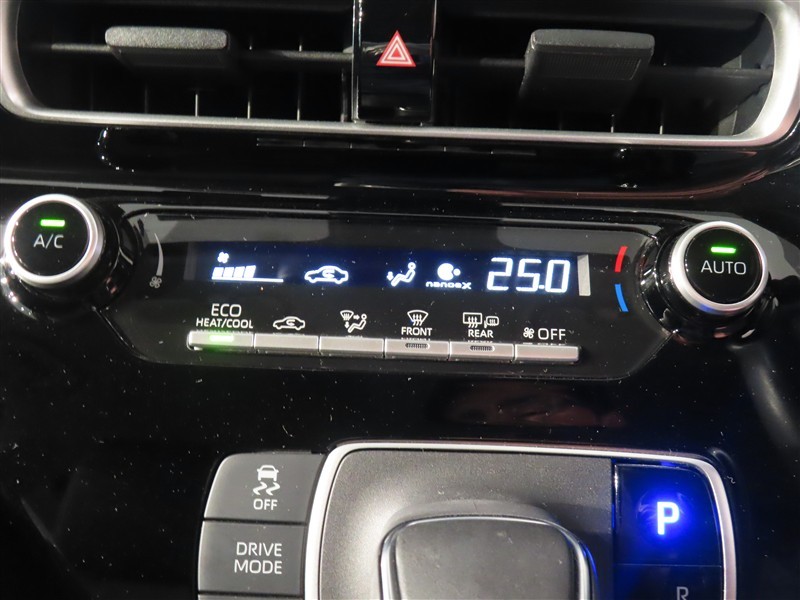 A/C
nanoeX
25.0
AUTO
ECO
HEAT/COOL
FRONT
REAR
OFF
OFF
DRIVE
MODE
P
R